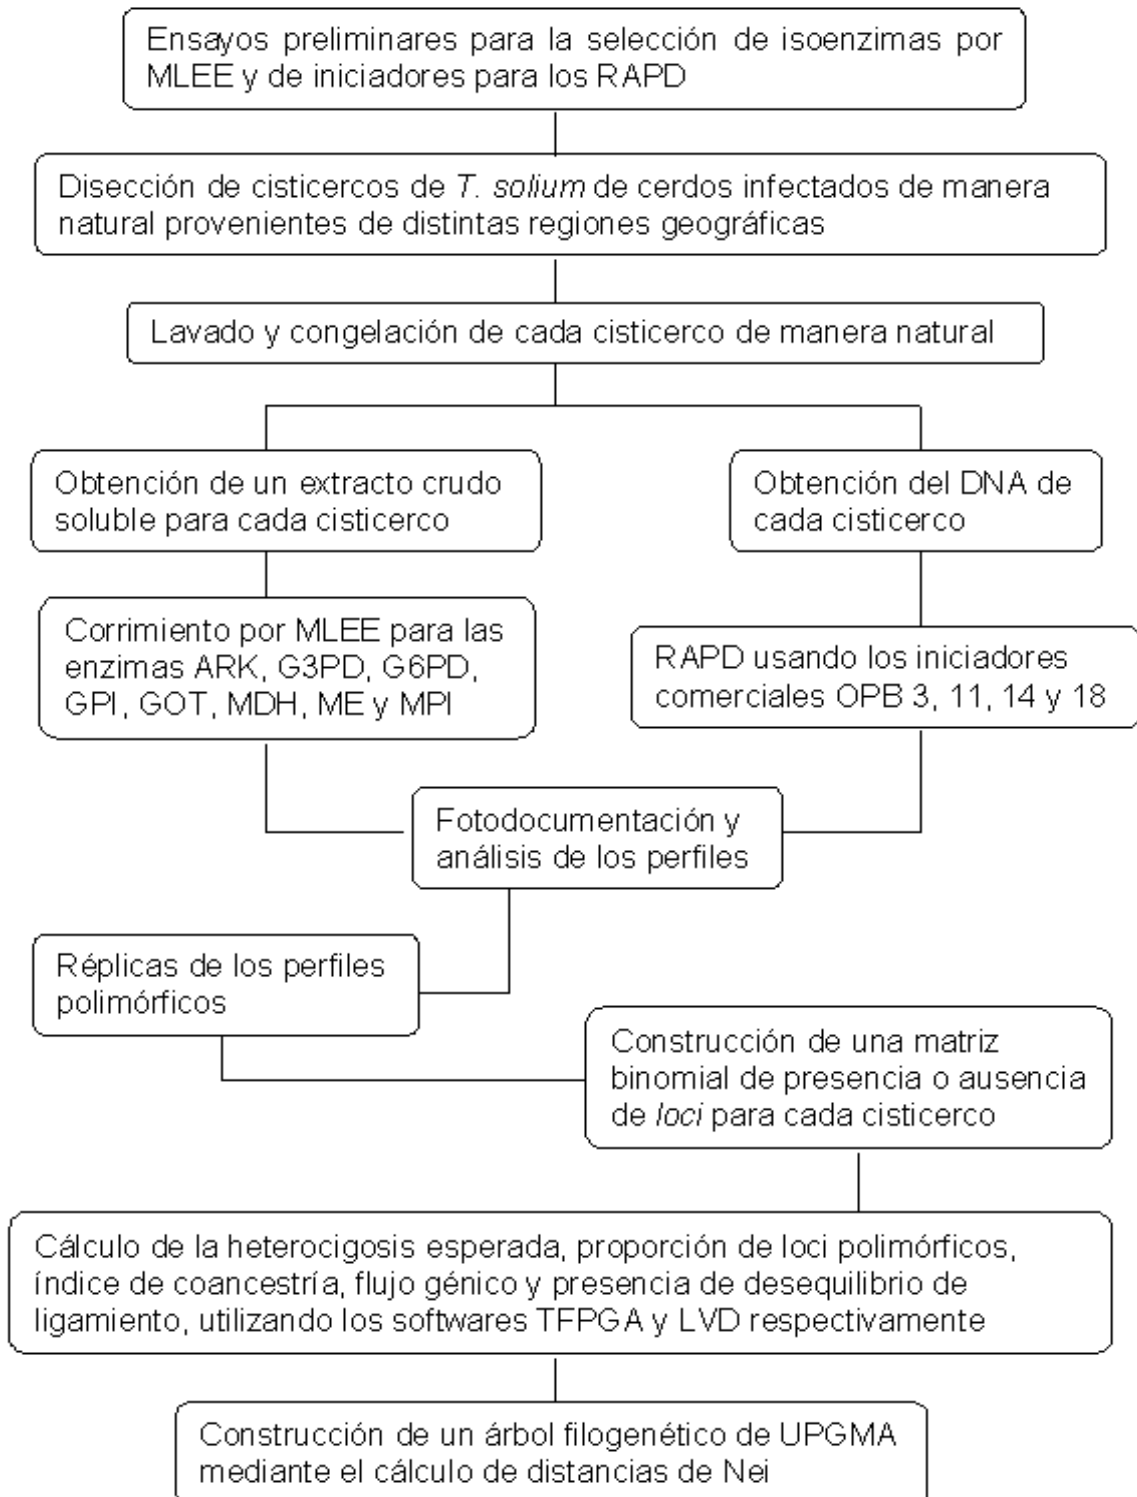 Ensayos preliminares para la selección de isoenzimas por
MLEE y de iniciadores para los RAPD
Disección de cisticercos de T. solium de cerdos infectados de manera
natural provenientes de distintas regiones geográficas
Lavado y congelación de cada cisticerco de manera natural
Obtención de un extracto crudo
soluble para cada cisticerco
Obtención del DNA de
cada cisticerco
Corrimiento por MLEE para las
enzimas ARK, G3PD, G6PD,
GPI, GOT, MDH, ME y MPI
RAPD usando los iniciadores
comerciales OPB 3, 11, 14 y 18
Fotodocumentación y
análisis de los perfiles
Réplicas de los perfiles
polimórficos
Construcción de una matriz
binomial de presencia o ausencia
de loci para cada cisticerco
Cálculo de la heterocigosis esperada, proporción de loci polimórficos,
índice de coancestría, flujo génico y presencia de desequilibrio de
ligamiento, utilizando los softwares TFPGA y LVD respectivamente
Construcción de un árbol filogenético de UPGMA
mediante el cálculo de distancias de Nei